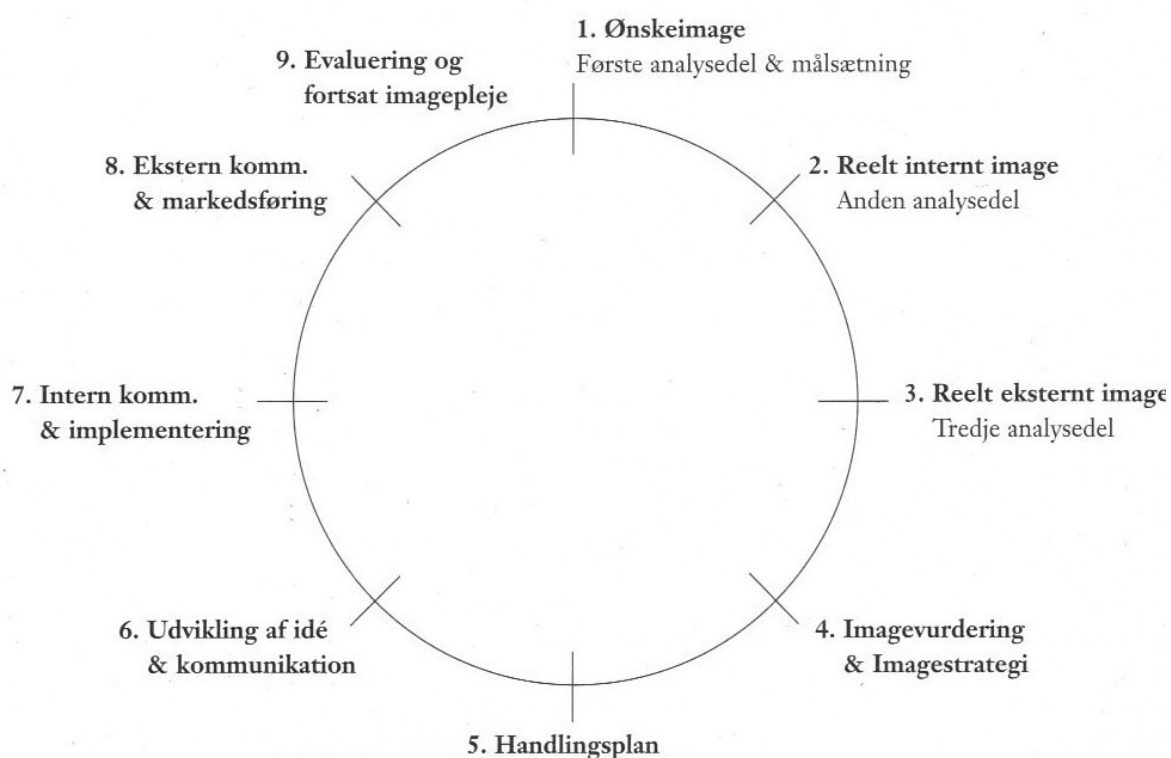 1. Ønskeimage
Første analysedel & målsætning
2. Reelt internt image
Anden analysedel
3. Reelt eksternt image
Tredje analysedel
4. Imagevurdering
& Imagestrategi
5. Handlingsplan
6. Udvikling af idé
& kommunikation
7. Intern komm.
& implementering
8. Ekstern komm.
& markedsføring
9. Evaluering og
fortsat imagepleje